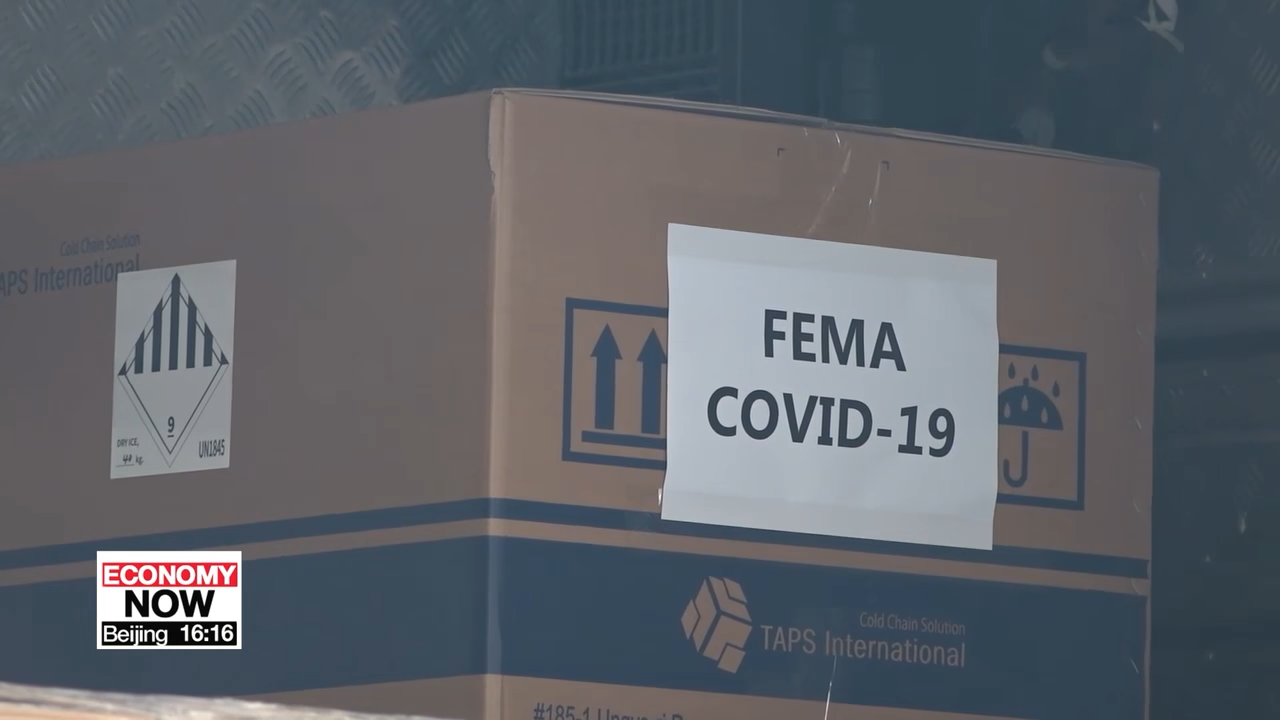 Cold Chain Solution
TAPS International
9
DRY ICE,
kg.
UN1845
FEMA
COVID-19
Cold Chain Solution
TAPS International
#185-1
ECONOMY
NOW
Beijing 16:16